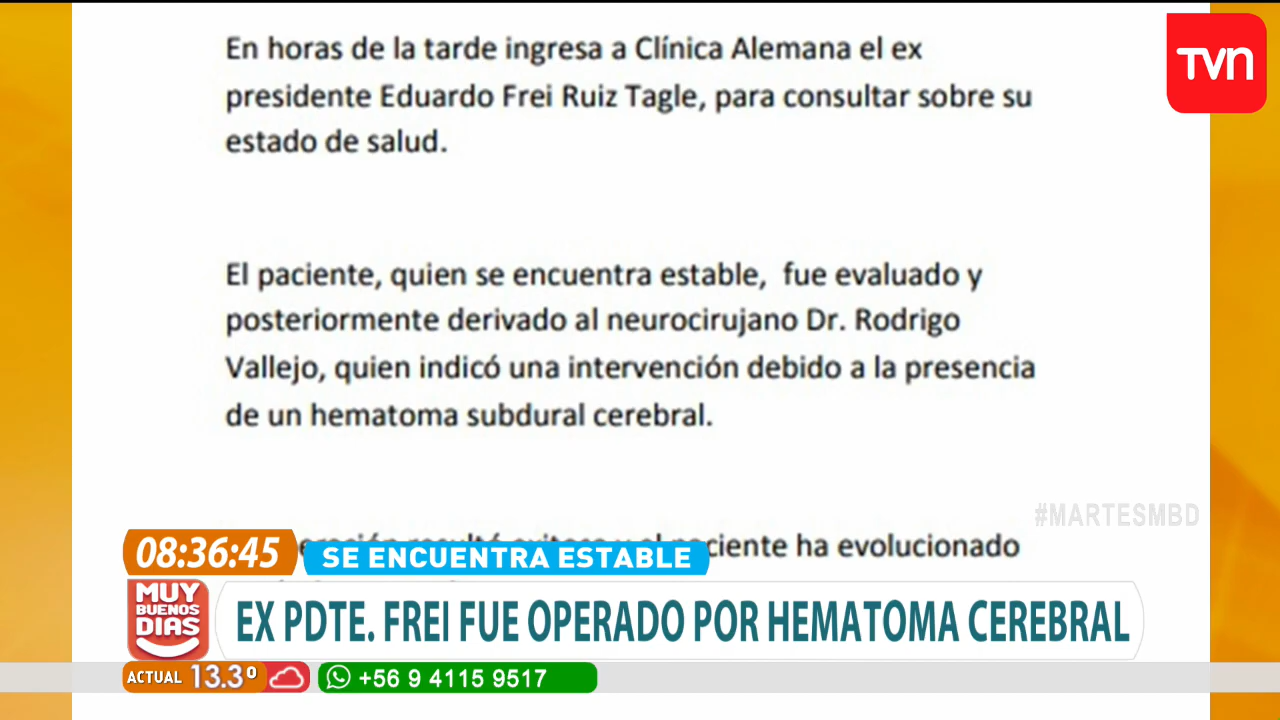 En horas de la tarde ingresa a Clínica Alemana el ex
presidente Eduardo Frei Ruiz Tagle, para consultar sobre su
estado de salud.
El paciente, quien se encuentra estable, fue evaluado y
posteriormente derivado al neurocirujano Dr. Rodrigo
Vallejo, quien indicó una intervención debido a la presencia
de un hematoma subdural cerebral.
ha evolucionado
tvn
#MARTESMBD
08:36:45
SE ENCUENTRA ESTABLE
MUY
BUENOS
DIAS
EX PDTE. FREI FUE OPERADO POR HEMATOMA CEREBRAL
ACTUAL 13.3º
+56 9 4115 9517